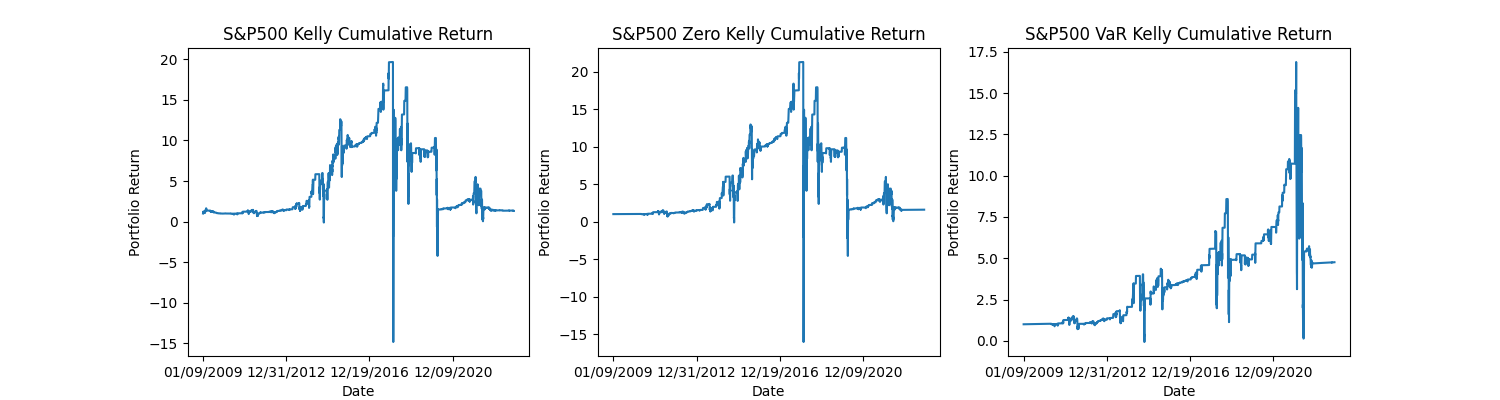 S&P500 Kelly Cumulative Return
20
15
10
5
0
−5
−10
−15
Portfolio Return
01/09/2009 12/31/2012 12/19/2016 12/09/2020
Date
S&P500 Zero Kelly Cumulative Return
20
15
10
5
0
−5
−10
−15
Portfolio Return
01/09/2009 12/31/2012 12/19/2016 12/09/2020
Date
S&P500 VaR Kelly Cumulative Return
17.5
15.0
12.5
10.0
7.5
5.0
2.5
0.0
Portfolio Return
01/09/2009 12/31/2012 12/19/2016 12/09/2020
Date